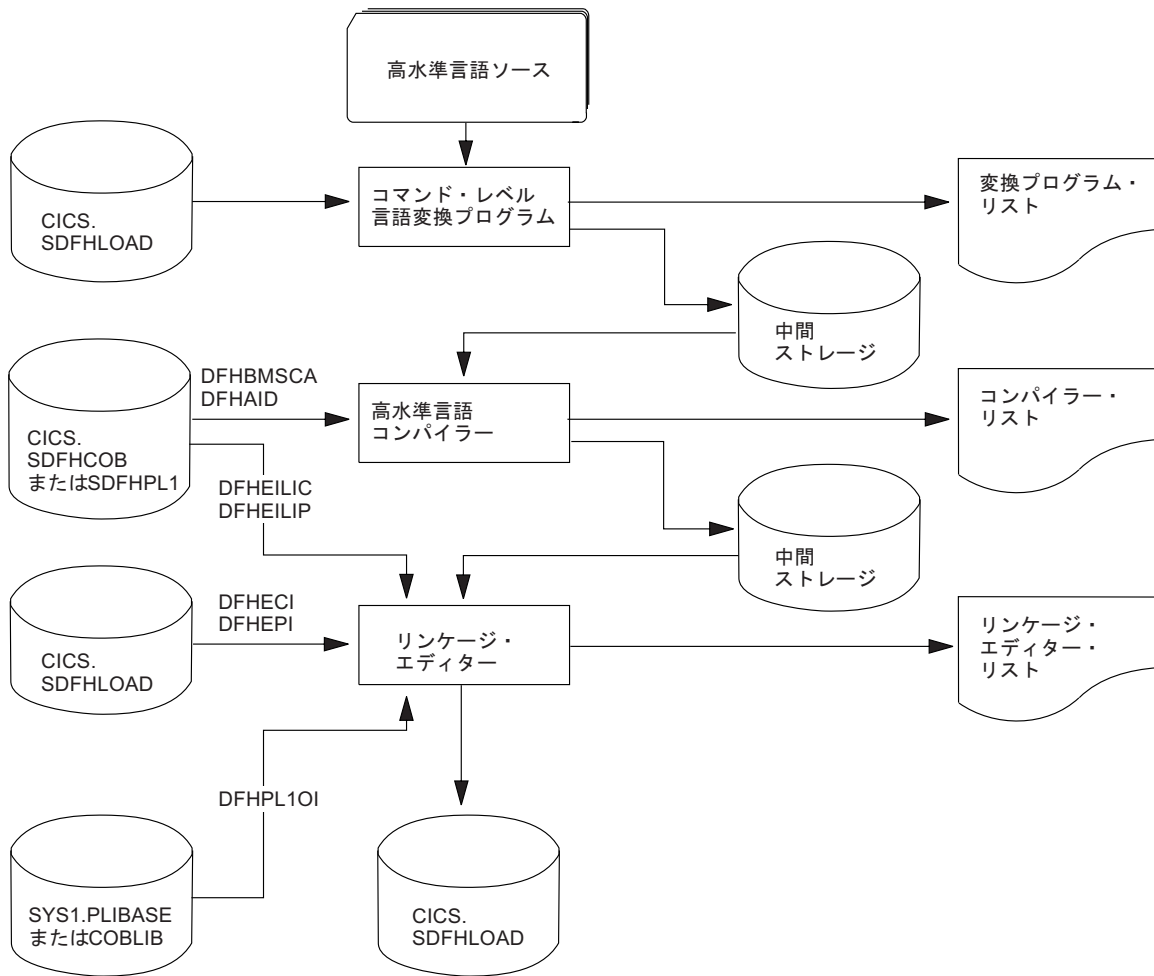 高水準言語ソース
CICS.
SDFHLOAD
コマンド・レベル
言語変換プログラム
変換プログラム・
リスト
中間
ストレージ
DFHBMSCA
DFHAID
CICS.
SDFHCOB
またはSDFHPL1
高水準言語
コンパイラー
コンパイラー・
リスト
DFHEILIC
DFHEILIP
中間
ストレージ
DFHECI
DFHEPI
CICS.
SDFHLOAD
リンケージ・
エディター
リンケージ・
エディター・
リスト
DFHPL1OI
SYS1.PLIBASE
またはCOBLIB
CICS.
SDFHLOAD